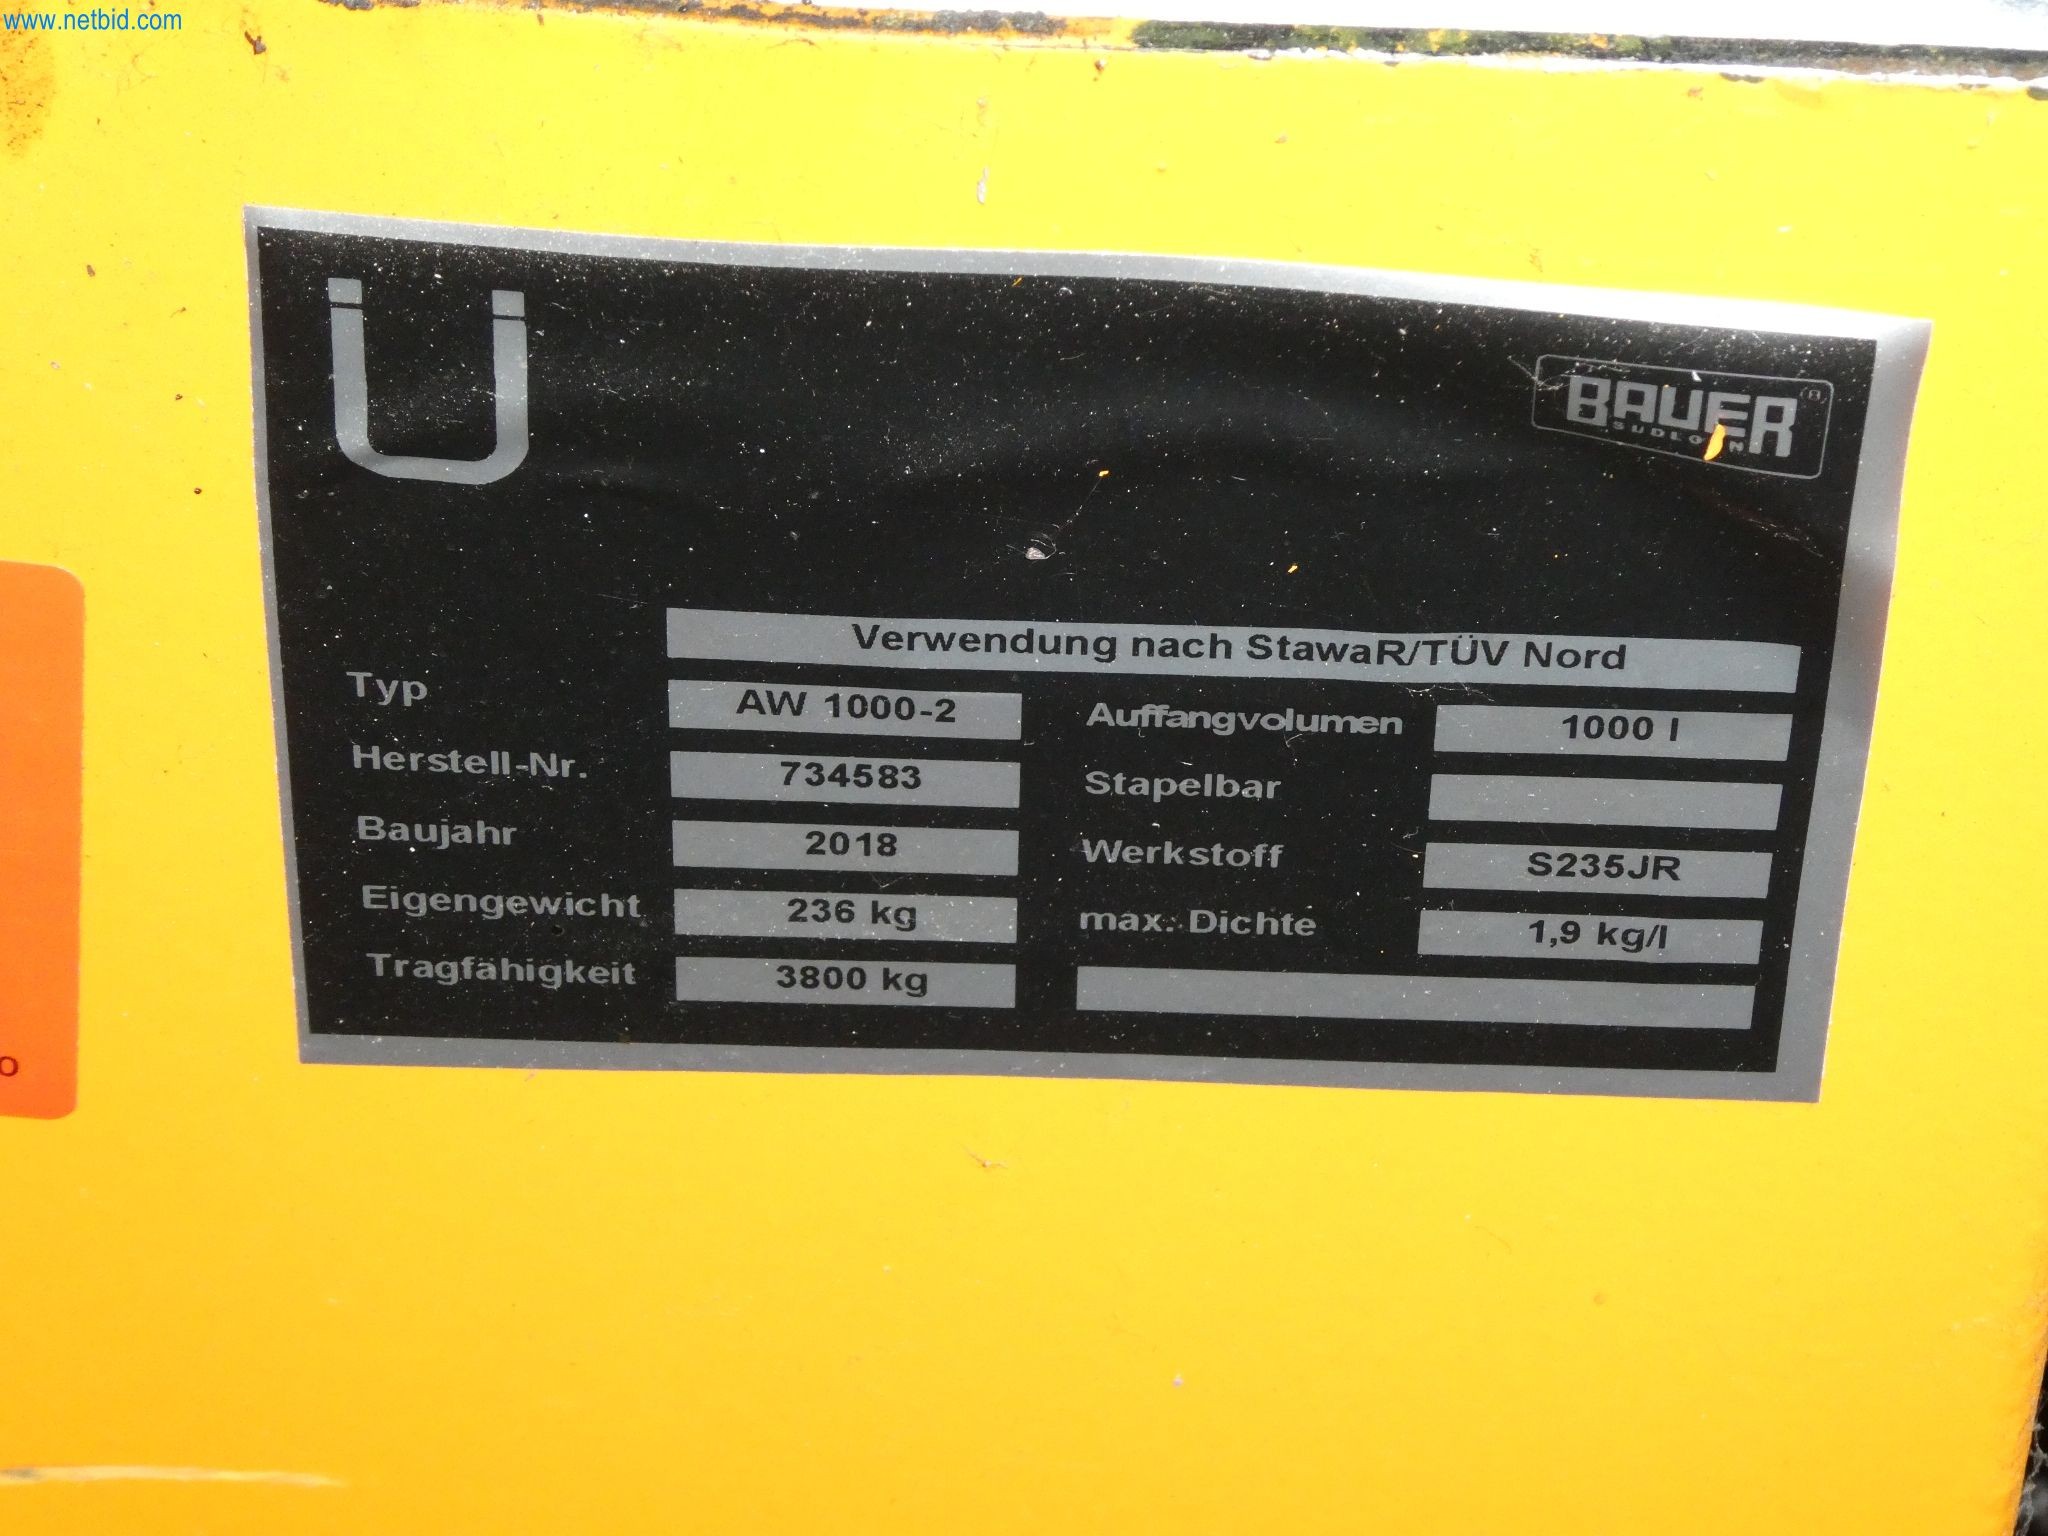 www.netbid.com
Ü
BAUER ®
SÜDLOHN
Verwendung nach StawaR/TÜV Nord
Typ AW 1000-2
Herstell-Nr. 734583
Baujahr 2018
Eigengewicht 236 kg
Tragfähigkeit 3800 kg
Auffangvolumen 1000 l
Stapelbar
Werkstoff S235JR
max. Dichte 1,9 kg/l
o